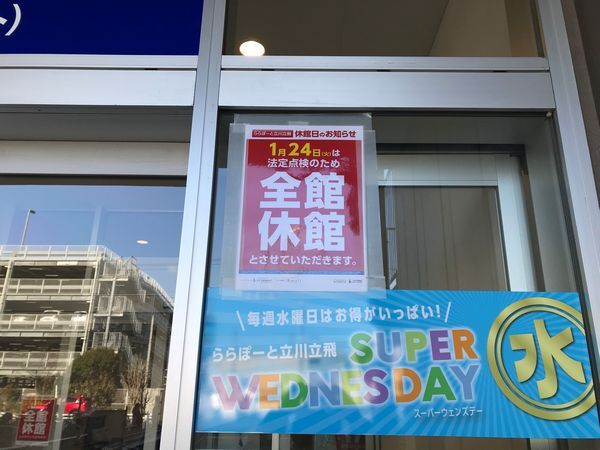 ト)
ららぽーと立川立飛 休館日のお知らせ
1月24日(火)は
法定点検のため
全館
休館
とさせていただきます。
毎週水曜日はお得がいっぱい!
ららぽーと立川立飛 SUPER
WEDNESDAY
スーパーウェンズデー
水
全館
休館